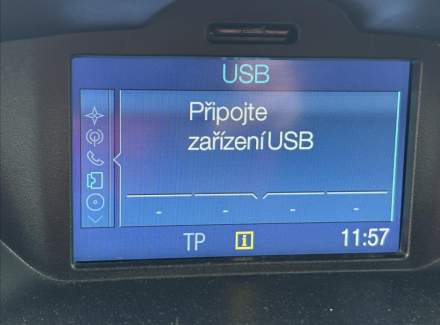 USB
Připojte
zařízení USB
- - - -
TP i 11:57